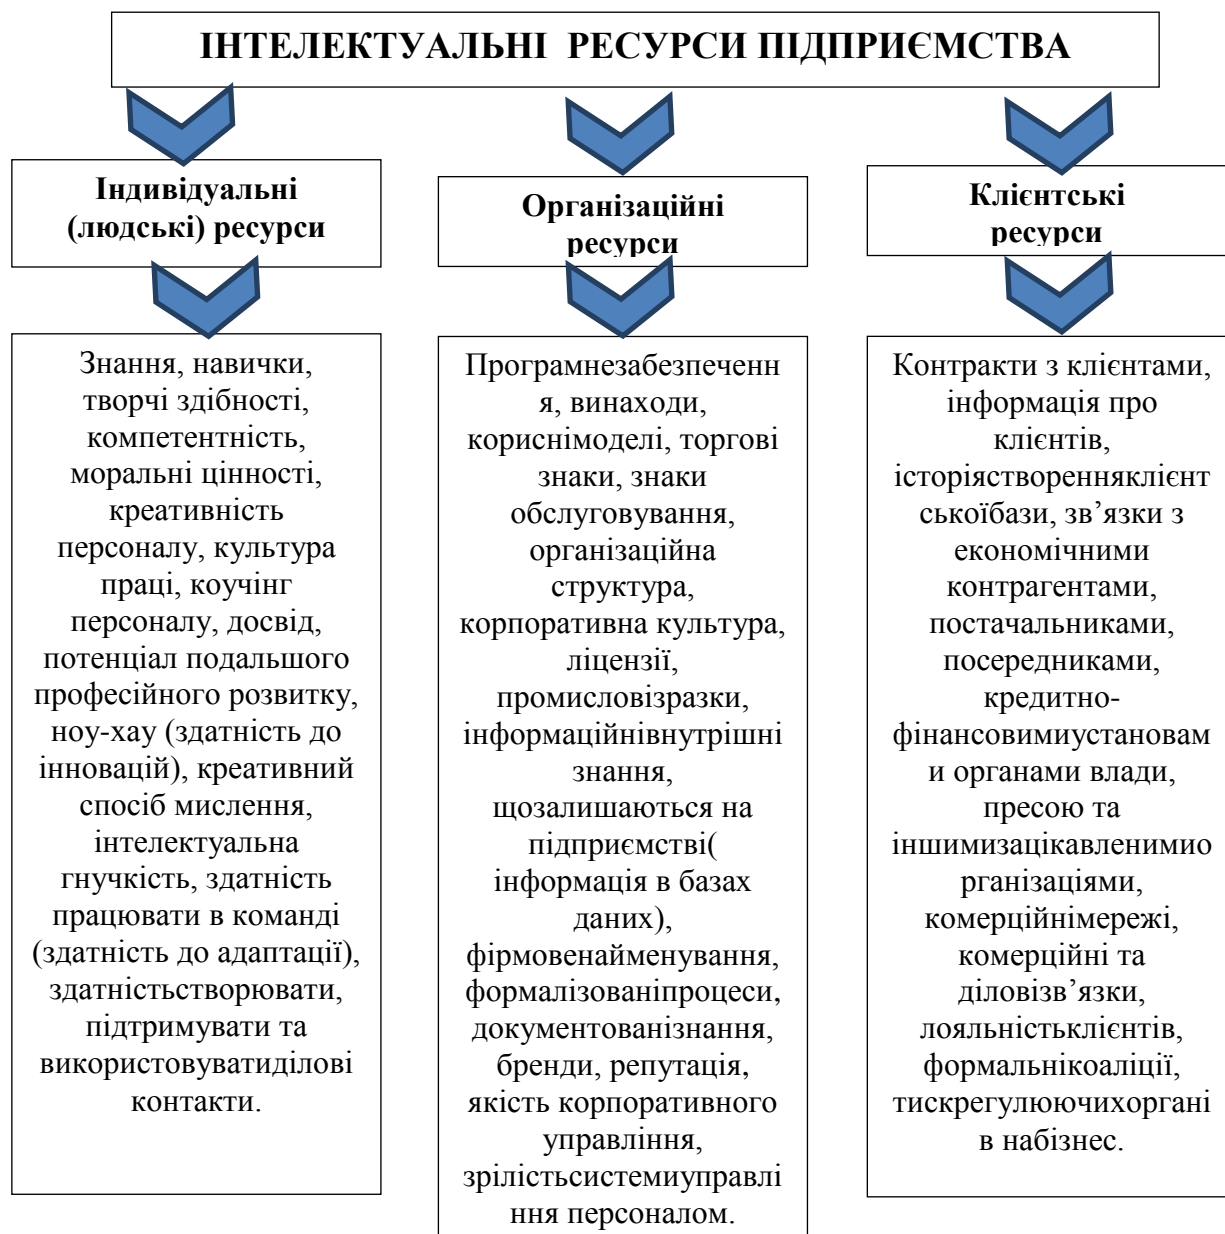 ІНТЕЛЕКТУАЛЬНІ РЕСУРСИ ПІДПРИЄМСТВА
Індивідуальні
(людські) ресурси
Знання, навички,
творчі здібності,
компетентність,
моральні цінності,
креативність
персоналу, культура
праці, коучінг
персоналу, досвід,
потенціал подальшого
професійного розвитку,
ноу-хау (здатність до
інновацій), креативний
спосіб мислення,
інтелектуальна
гнучкість, здатність
працювати в команді
(здатність до адаптації),
здатністьстворювати,
підтримувати та
використовуватиділові
контакти.
Організаційні
ресурси
Програмнезабезпеченн
я, винаходи,
кориснімоделі, торгові
знаки, знаки
обслуговування,
організаційна
структура,
корпоративна культура,
ліцензії,
промисловізразки,
інформаційнівнутрішні
знання,
щозалишаються на
підприємстві(
інформація в базах
даних),
фірмовенайменування,
формалізованіпроцеси,
документованізнання,
бренди, репутація,
якість корпоративного
управління,
зрілістьсистемиуправлі
ння персоналом.
Клієнтські
ресурси
Контракти з клієнтами,
інформація про
клієнтів,
історіястворенняклієнт
ськоїбази, зв’язки з
економічними
контрагентами,
постачальниками,
посередниками,
кредитно-
фінансовимиустановам
и органами влади,
пресою та
іншимизацікавленимио
рганізаціями,
комерційнімережі,
комерційні та
діловізв’язки,
лояльністьклієнтів,
формальнікоаліції,
тискрегулюючихоргані
в набізнес.